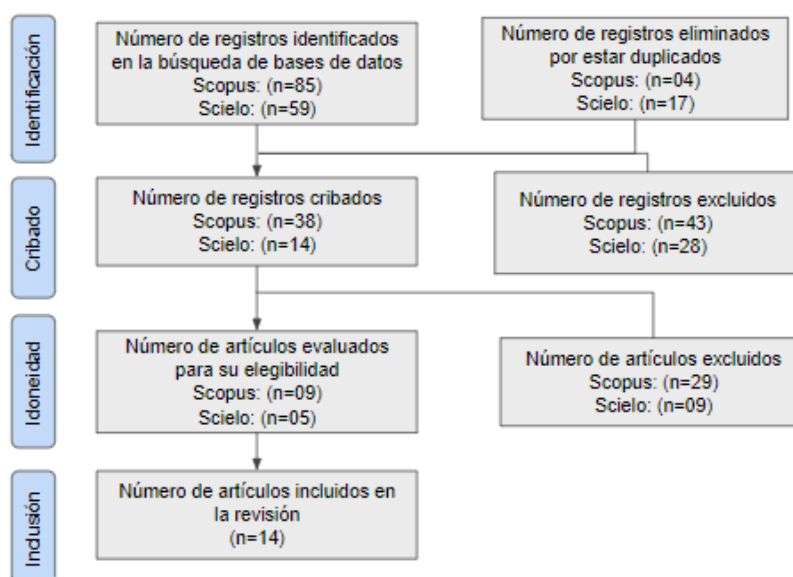 Identificación
Número de registros identificados
en la búsqueda de bases de datos
Scopus: (n=85)
Scielo: (n=59)
Número de registros eliminados
por estar duplicados
Scopus: (n=04)
Scielo: (n=17)
Cribado
Número de registros cribados
Scopus: (n=38)
Scielo: (n=14)
Número de registros excluidos
Scopus: (n=43)
Scielo: (n=28)
Idoneidad
Número de artículos evaluados
para su elegibilidad
Scopus: (n=09)
Scielo: (n=05)
Número de artículos excluidos
Scopus: (n=29)
Scielo: (n=09)
Inclusión
Número de artículos incluidos en
la revisión
(n=14)